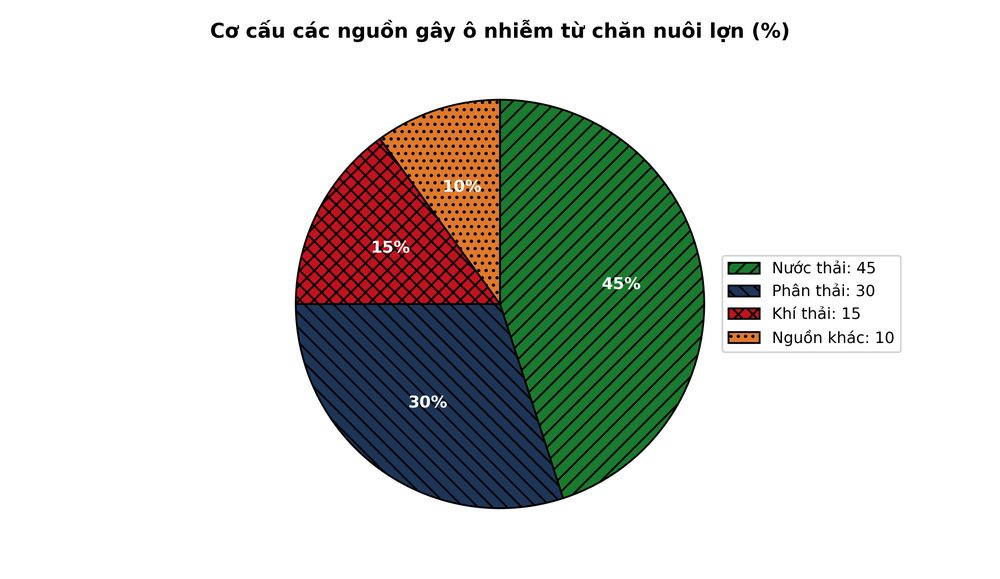 Cơ cấu các nguồn gây ô nhiễm từ chăn nuôi lợn (%)
10%
15%
45%
30%
Nước thải: 45
Phân thải: 30
Khí thải: 15
Nguồn khác: 10